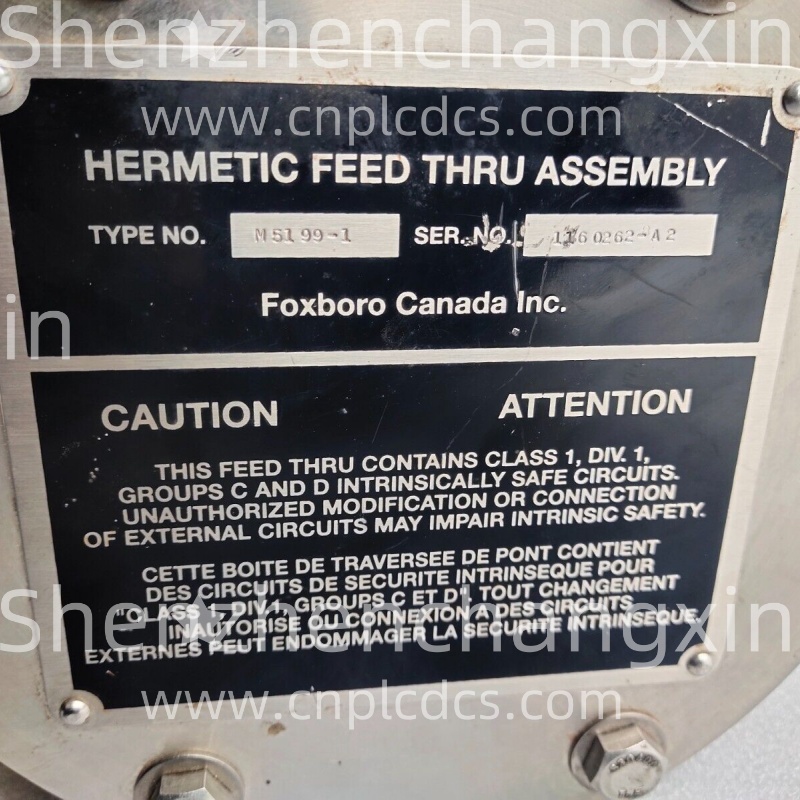 Shenzhenchangxin
www.cnplcdcs.com
HERMETIC FEED THRU ASSEMBLY
TYPE NO. M5199-1 SER. NO. 1160262-A2
Foxboro Canada Inc.
in
CAUTION ATTENTION
THIS FEED THRU CONTAINS CLASS 1, DIV. 1,
GROUPS C AND D INTRINSICALLY SAFE CIRCUITS.
UNAUTHORIZED MODIFICATION OR CONNECTION
OF EXTERNAL CIRCUITS MAY IMPAIR INTRINSIC SAFETY.
CETTE BOITE DE TRAVERSEE DE PONT CONTIENT
DES CIRCUITS DE SECURITE INTRINSEQUE POUR
"CLASS 1, DIV. GROUPS C ET D". TOUT CHANGEMENT
INAUTORISE OU CONNEXION A DES CIRCUITS
EXTERNES PEUT ENDOMMAGER LA SECURITE INTRINSEQUE.
Shenzhenchangxin
www.cnplcdcs.com